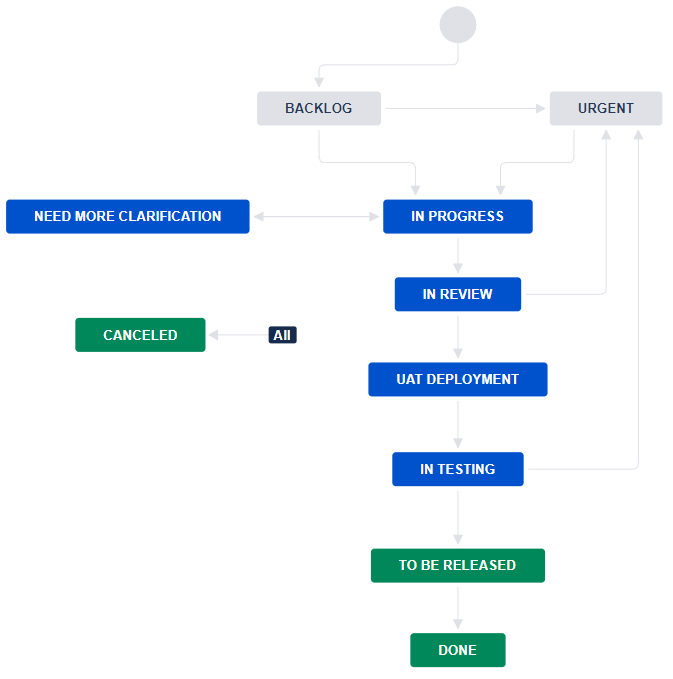 BACKLOG
URGENT
NEED MORE CLARIFICATION
IN PROGRESS
IN REVIEW
CANCELED
All
UAT DEPLOYMENT
IN TESTING
TO BE RELEASED
DONE